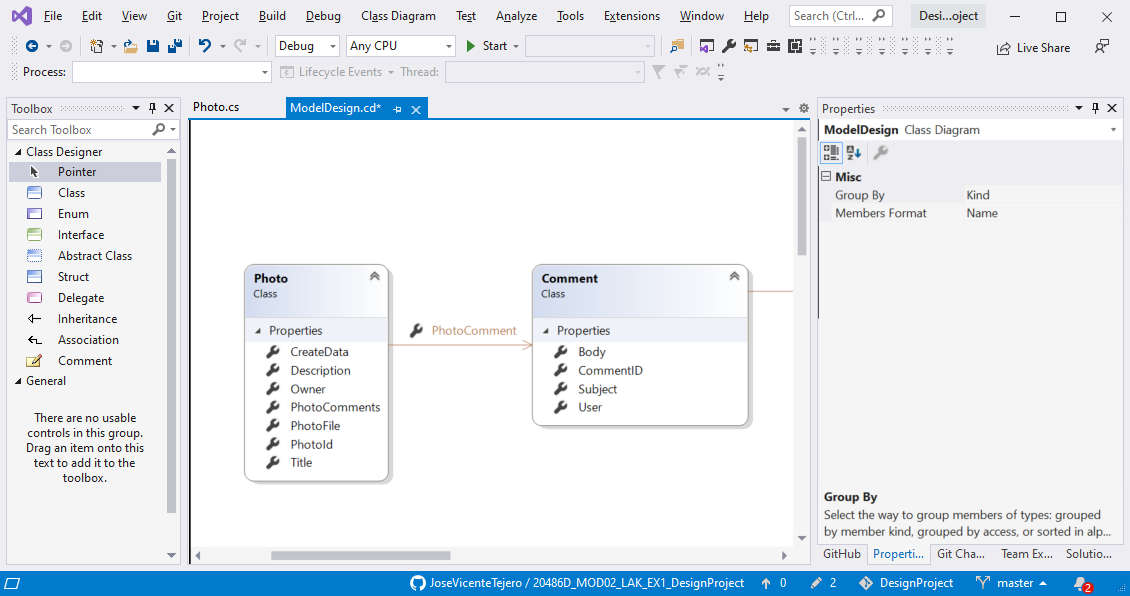 File Edit View Git Project Build Debug Class Diagram Test Analyze Tools Extensions Window Help Search (Ctrl... Desi...oject
Debug Any CPU Start Live Share
Process: Lifecycle Events Thread:
Toolbox
Search Toolbox
Class Designer
Pointer
Class
Enum
Interface
Abstract Class
Struct
Delegate
Inheritance
Association
Comment
General
There are no usable
controls in this group.
Drag an item onto this
text to add it to the
toolbox.
Photo.cs ModelDesign.cd*
Photo
Class
Properties
CreateData
Description
Owner
PhotoComments
PhotoFile
PhotoId
Title
PhotoComment
Comment
Class
Properties
Body
CommentID
Subject
User
Properties
ModelDesign Class Diagram
Misc
Group By Kind
Members Format Name
Group By
Select the way to group members of types: grouped
by member kind, grouped by access, or sorted in alp...
GitHub Properti... Git Cha... Team Ex... Solutio...
JoseVicenteTejero / 20486D_MOD02_LAK_EX1_DesignProject 0 2 DesignProject master 2